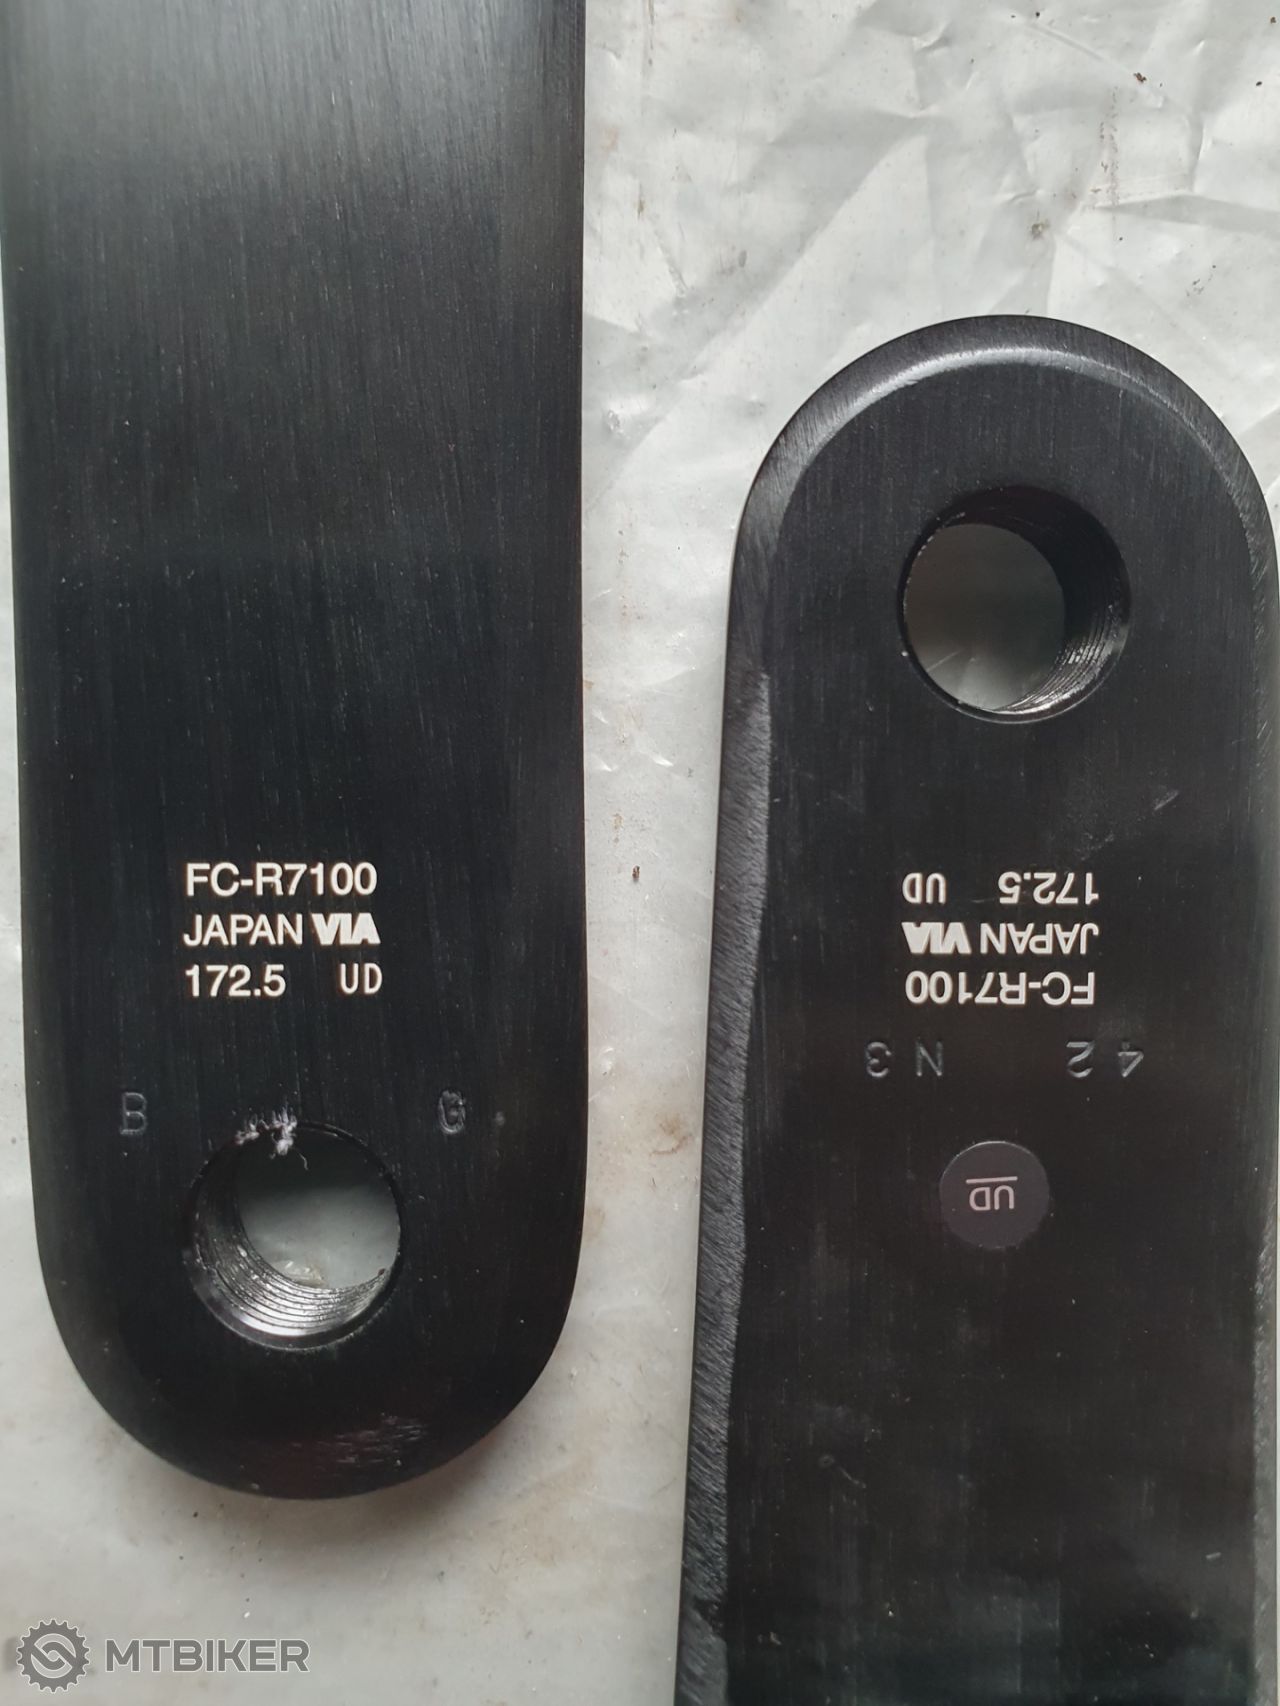 FC-R7100
JAPAN VIA
172.5 UD
B G
172.5 UD
JAPAN VIA
FC-R7100
42 N3
UD
MTBIKER